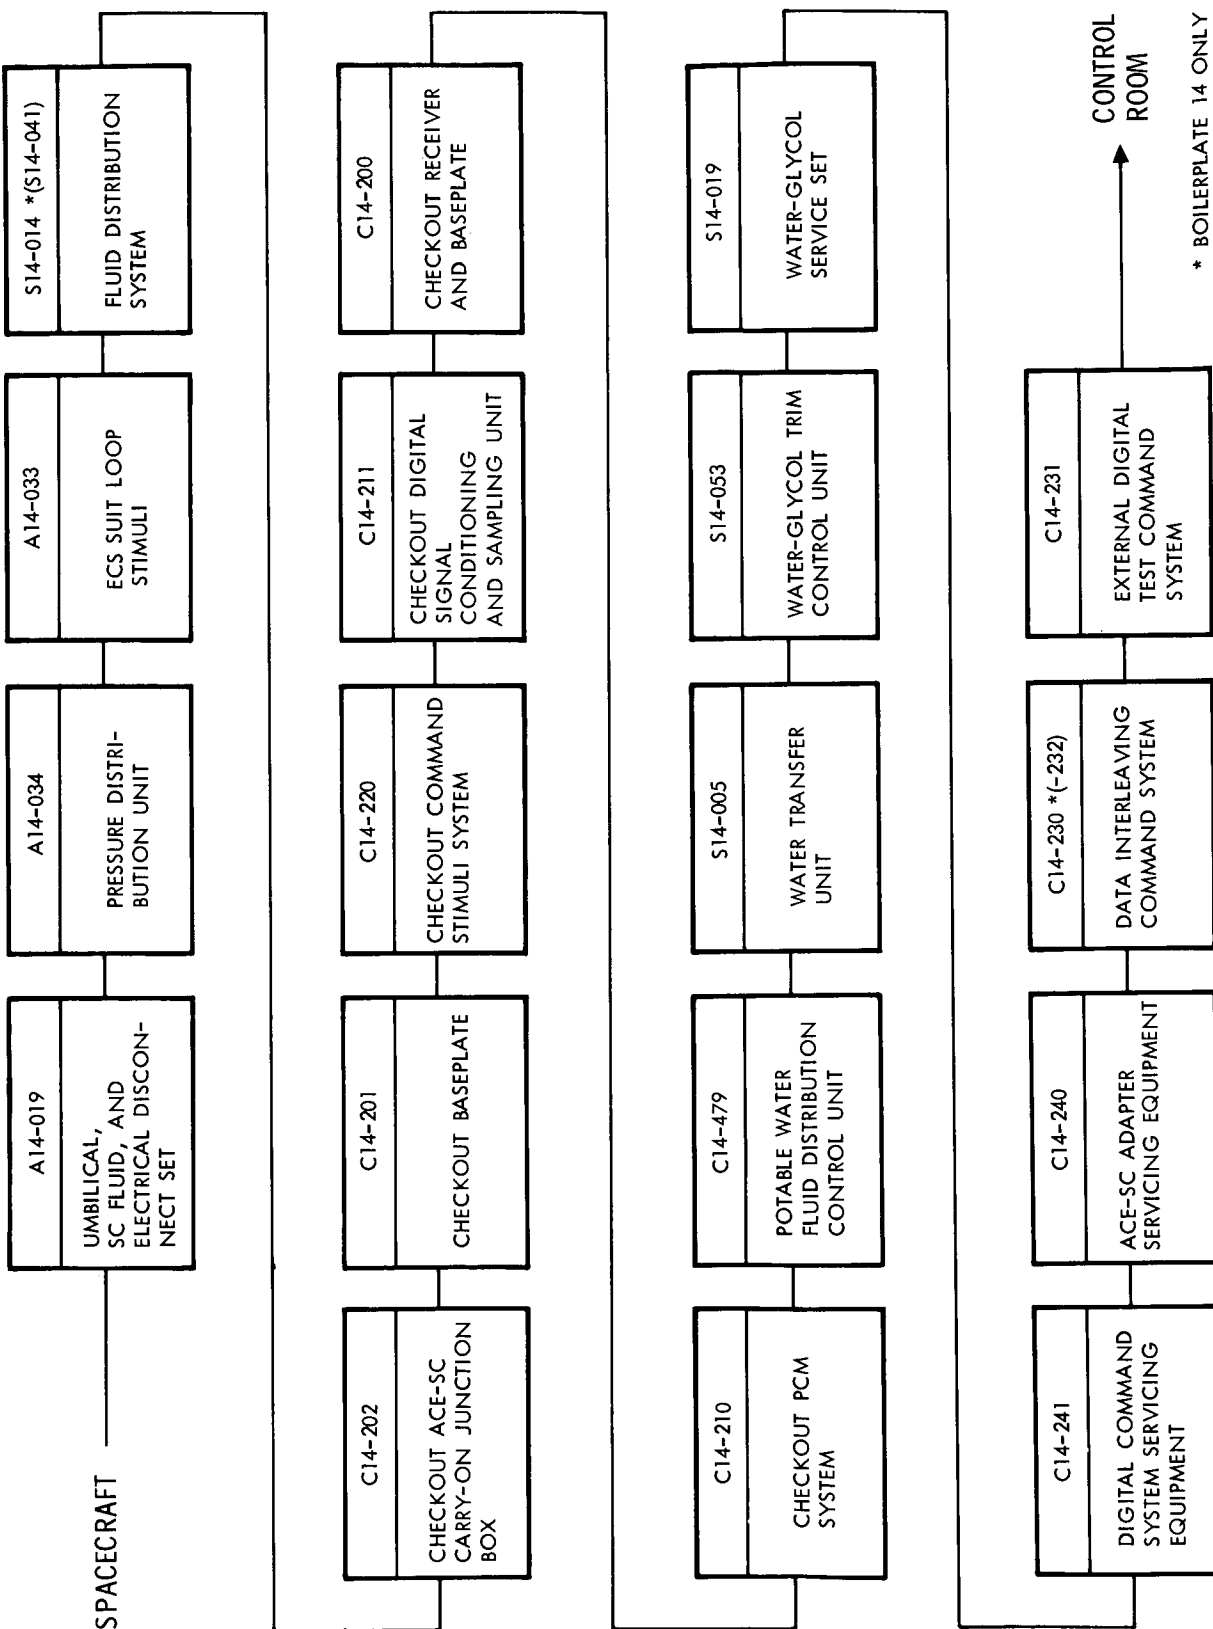 SPACECRAFT
A14-019
UMBILICAL,
SC FLUID, AND
ELECTRICAL DISCON-
NECT SET
A14-034
PRESSURE DISTRI-
BUTION UNIT
A14-033
ECS SUIT LOOP
STIMULI
S14-014 *(S14-041)
FLUID DISTRIBUTION
SYSTEM
C14-202
CHECKOUT ACE-SC
CARRY-ON JUNCTION
BOX
C14-201
CHECKOUT BASEPLATE
C14-220
CHECKOUT COMMAND
STIMULI SYSTEM
C14-211
CHECKOUT DIGITAL
SIGNAL
CONDITIONING
AND SAMPLING UNIT
C14-200
CHECKOUT RECEIVER
AND BASEPLATE
C14-210
CHECKOUT PCM
SYSTEM
C14-479
POTABLE WATER
FLUID DISTRIBUTION
CONTROL UNIT
S14-005
WATER TRANSFER
UNIT
S14-053
WATER-GLYCOL TRIM
CONTROL UNIT
S14-019
WATER-GLYCOL
SERVICE SET
C14-241
DIGITAL COMMAND
SYSTEM SERVICING
EQUIPMENT
C14-240
ACE-SC ADAPTER
SERVICING EQUIPMENT
C14-230 *(-232)
DATA INTERLEAVING
COMMAND SYSTEM
C14-231
EXTERNAL DIGITAL
TEST COMMAND
SYSTEM
CONTROL
ROOM
* BOILERPLATE 14 ONLY